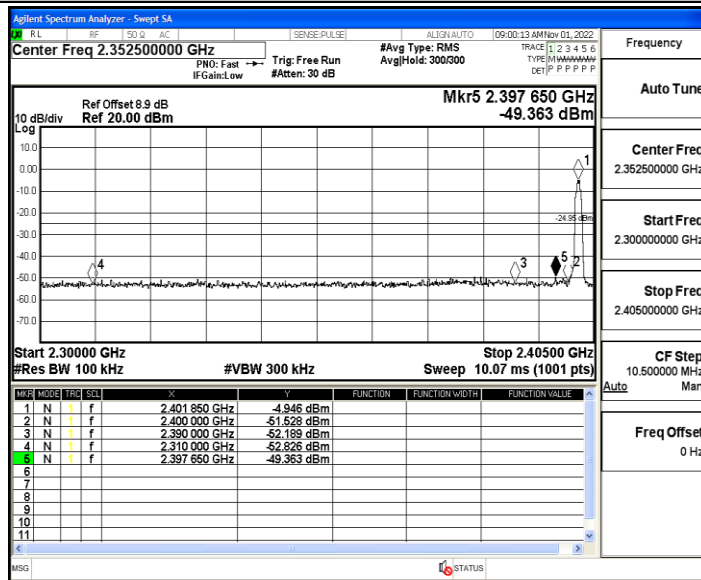 Agilent Spectrum Analyzer - Swept SA
RL RF 50 Ω AC SENSE:PULSE ALIGN AUTO 09:00:13 AM Nov 01, 2022
Center Freq 2.352500000 GHz
PNO: Fast
IFGain:Low
Trig: Free Run
#Atten: 30 dB
#Avg Type: RMS
Avg|Hold: 300/300
TRACE 1 2 3 4 5 6
TYPE M W W W W W
DET P P P P P P
Ref Offset 8.9 dB
Ref 20.00 dBm
10 dB/div
Log
Mkr5 2.397 650 GHz
-49.363 dBm
10.0
0.00
-10.0
-20.0
-30.0
-40.0
-50.0
-60.0
-70.0
1
-24.95 dBm
4
3
5
2
Start 2.30000 GHz
Stop 2.40500 GHz
#Res BW 100 kHz
#VBW 300 kHz
Sweep 10.07 ms (1001 pts)
MKR MODE TRC SCL X Y FUNCTION FUNCTION WIDTH FUNCTION VALUE
1 N 1 f 2.401 850 GHz -4.946 dBm
2 N 1 f 2.400 000 GHz -51.528 dBm
3 N 1 f 2.390 000 GHz -52.189 dBm
4 N 1 f 2.310 000 GHz -52.826 dBm
5 N 1 f 2.397 650 GHz -49.363 dBm
6
7
8
9
10
11
MSG
STATUS
Frequency
Auto Tune
Center Freq
2.352500000 GHz
Start Freq
2.300000000 GHz
Stop Freq
2.405000000 GHz
CF Step
10.500000 MHz
Auto Man
Freq Offset
0 Hz